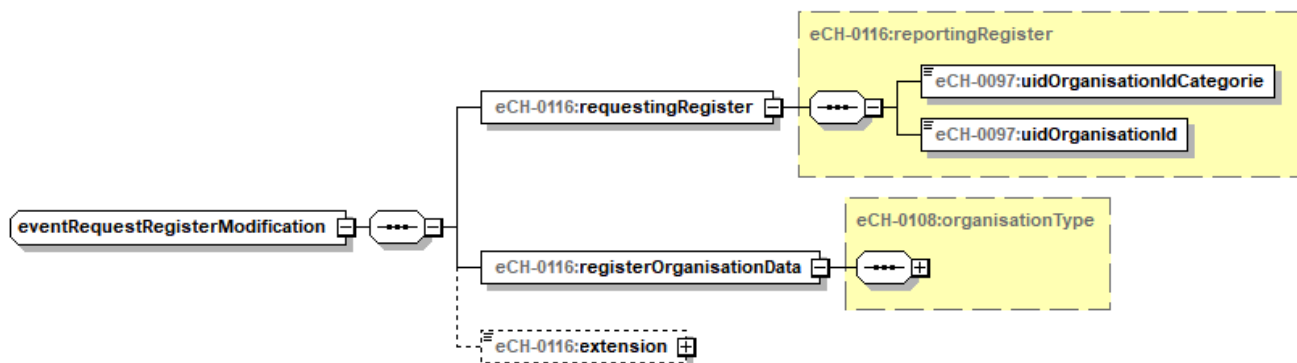 eCH-0116:reportingRegister
eCH-0097:uidOrganisationIdCategorie
eCH-0116:requestingRegister
eCH-0097:uidOrganisationId
eventRequestRegisterModification
eCH-0108:organisationType
eCH-0116:registerOrganisationData
eCH-0116:extension